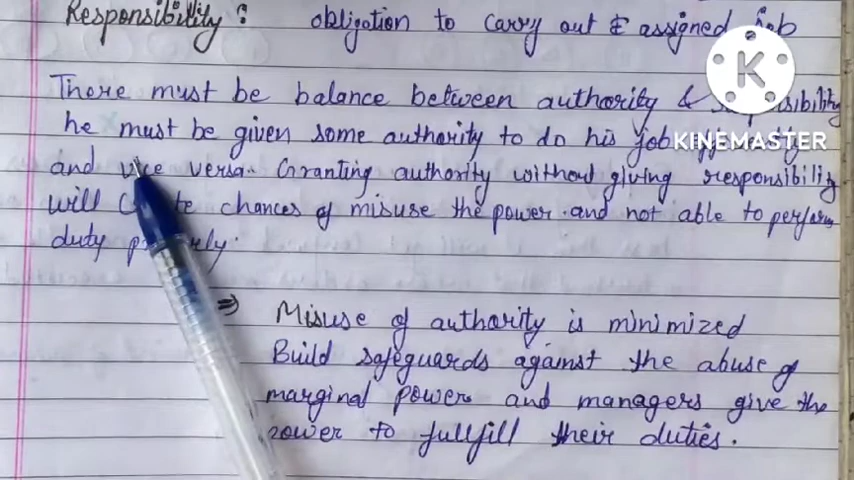 Responsibility : obligation to carry out & assigned job
There must be balance between authority &
he must be given some authority to do his job
and vice versa. Granting authority without giving responsibility
will chances of misuse the power .and not able to perform
duty
⇒ Misuse of authority is minimized
Build safeguards against the abuse of
marginal power and managers give the
power to fullfill their duties.
K
KINEMASTER